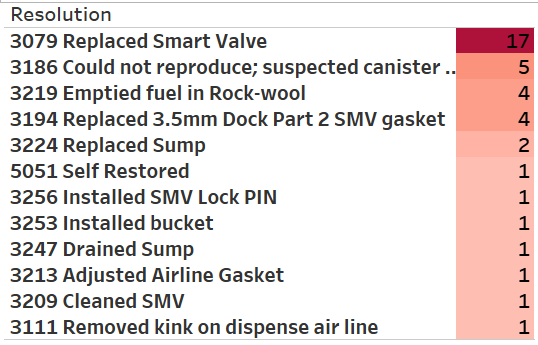 Resolution
3079 Replaced Smart Valve 17
3186 Could not reproduce; suspected canister .. 5
3219 Emptied fuel in Rock-wool 4
3194 Replaced 3.5mm Dock Part 2 SMV gasket 4
3224 Replaced Sump 2
5051 Self Restored 1
3256 Installed SMV Lock PIN 1
3253 Installed bucket 1
3247 Drained Sump 1
3213 Adjusted Airline Gasket 1
3209 Cleaned SMV 1
3111 Removed kink on dispense air line 1